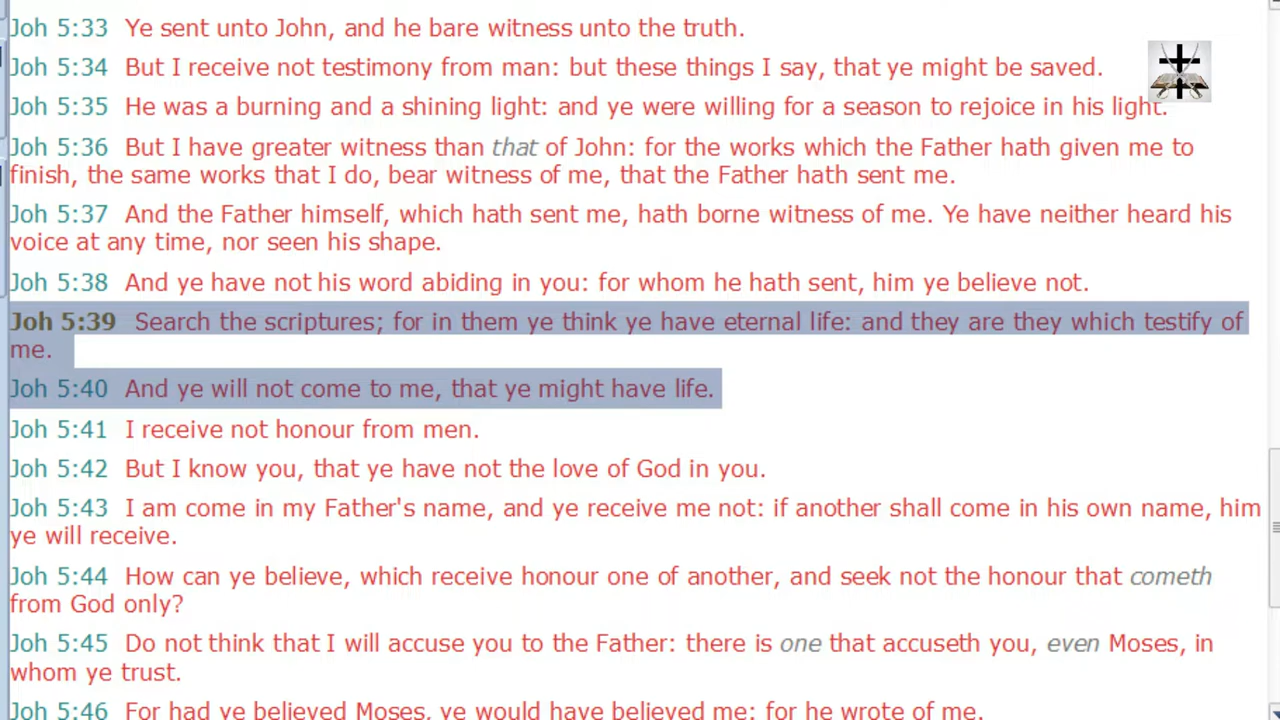 Joh 5:33 Ye sent unto John, and he bare witness unto the truth.
Joh 5:34 But I receive not testimony from man: but these things I say, that ye might be saved.
Joh 5:35 He was a burning and a shining light: and ye were willing for a season to rejoice in his light.
Joh 5:36 But I have greater witness than that of John: for the works which the Father hath given me to
finish, the same works that I do, bear witness of me, that the Father hath sent me.
Joh 5:37 And the Father himself, which hath sent me, hath borne witness of me. Ye have neither heard his
voice at any time, nor seen his shape.
Joh 5:38 And ye have not his word abiding in you: for whom he hath sent, him ye believe not.
Joh 5:39 Search the scriptures; for in them ye think ye have eternal life: and they are they which testify of
me.
Joh 5:40 And ye will not come to me, that ye might have life.
Joh 5:41 I receive not honour from men.
Joh 5:42 But I know you, that ye have not the love of God in you.
Joh 5:43 I am come in my Father's name, and ye receive me not: if another shall come in his own name, him
ye will receive.
Joh 5:44 How can ye believe, which receive honour one of another, and seek not the honour that cometh
from God only?
Joh 5:45 Do not think that I will accuse you to the Father: there is one that accuseth you, even Moses, in
whom ye trust.
Joh 5:46 For had ye believed Moses, ye would have believed me: for he wrote of me.